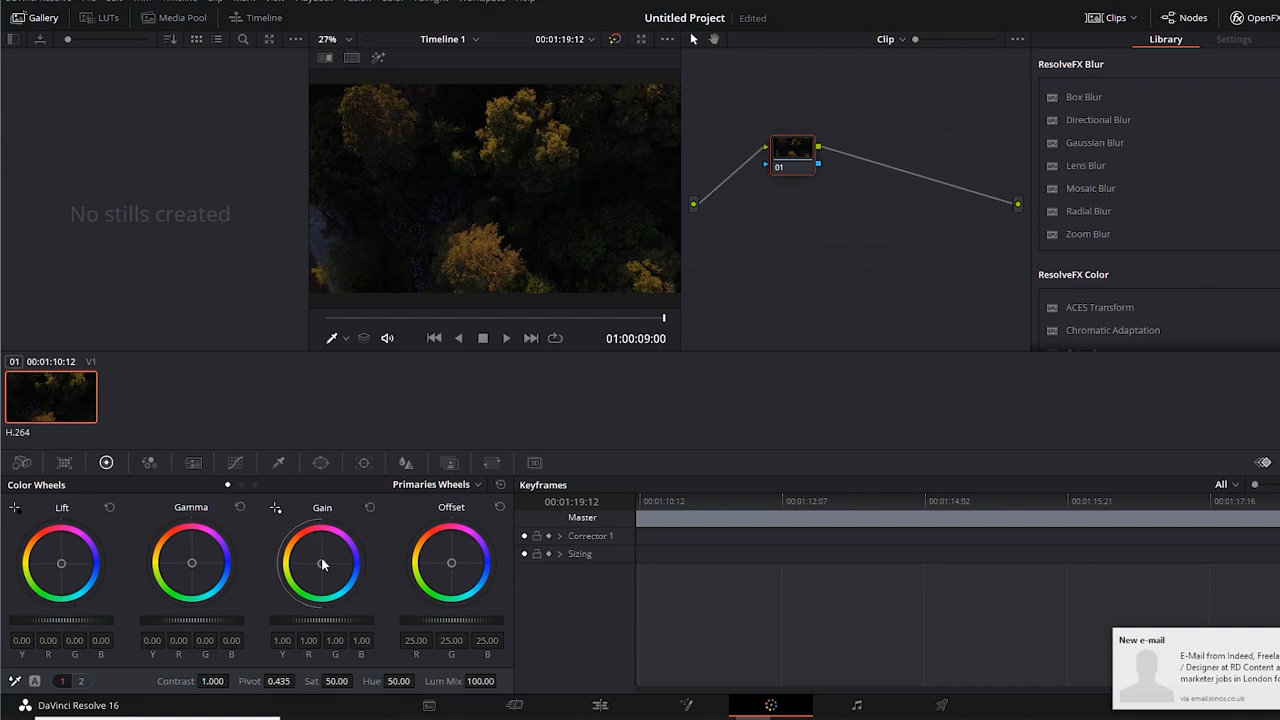 Gallery LUTs Media Pool Timeline Untitled Project Edited Clips Nodes OpenFX
27% Timeline 1 00:01:19:12 Clip Library Settings
ResolveFX Blur
Box Blur
Directional Blur
Gaussian Blur
Lens Blur
Mosaic Blur
Radial Blur
Zoom Blur
ResolveFX Color
ACES Transform
Chromatic Adaptation
01
No stills created
01:00:09:00
01 00:01:10:12 V1
H.264
Color Wheels Primaries Wheels Keyframes All
Lift Gamma Gain Offset
0.00 0.00 0.00 0.00 0.00 0.00 0.00 0.00 1.00 1.00 1.00 1.00 25.00 25.00 25.00
Y R G B Y R G B Y R G B R G B
A 1 2 Contrast 1.000 Pivot 0.435 Sat 50.00 Hue 50.00 Lum Mix 100.00
00:01:19:12 00:01:10:12 00:01:12:07 00:01:14:02 00:01:15:21 00:01:17:16
Master
Corrector 1
Sizing
New e-mail
E-Mail from Indeed, Freela
/ Designer at RD Content a
marketer jobs in London fo
via email.ionos.co.uk
DaVinci Resolve 16